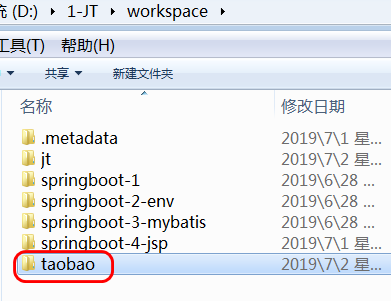 充 (D:) ▸ 1-JT ▸ workspace ▸
工具(T) 帮助(H)
共享 ▾ 新建文件夹
名称 修改日期
.metadata 2019\7\1 星...
jt 2019\7\2 星...
springboot-1 2019\6\28 ...
springboot-2-env 2019\6\28 ...
springboot-3-mybatis 2019\6\28 ...
springboot-4-jsp 2019\7\1 星...
taobao 2019\7\2 星...